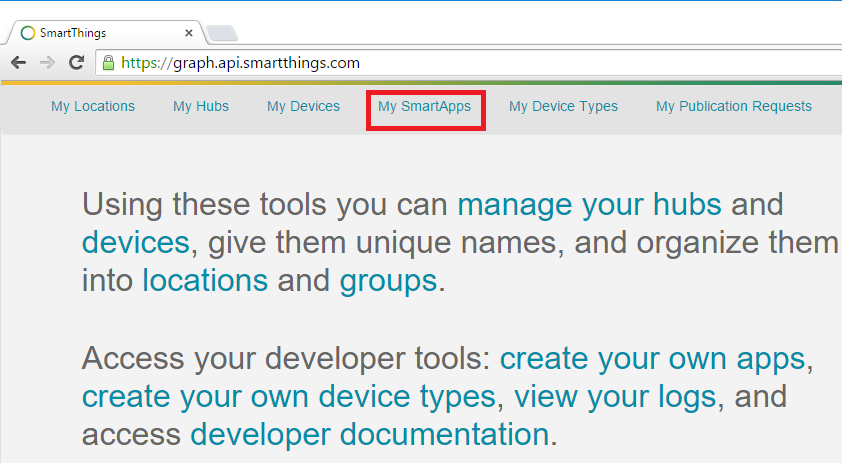 SmartThings
https://graph.api.smartthings.com
My Locations My Hubs My Devices My SmartApps My Device Types My Publication Requests
Using these tools you can manage your hubs and
devices, give them unique names, and organize them
into locations and groups.
Access your developer tools: create your own apps,
create your own device types, view your logs, and
access developer documentation.